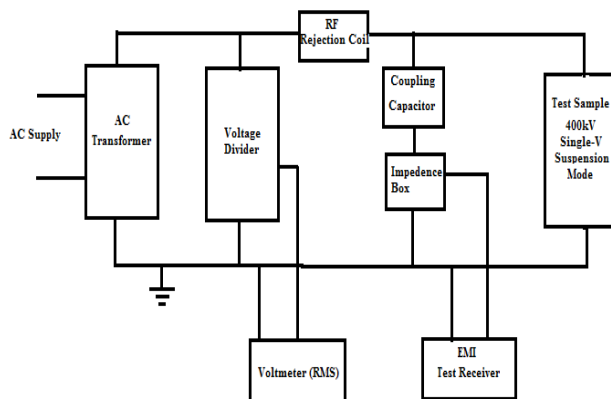 RF
Rejection Coil
AC Supply
AC
Transformer
Voltage
Divider
Coupling
Capacitor
Impedence
Box
Test Sample
400kV
Single-V
Suspension
Mode
Voltmeter (RMS)
EMI
Test Receiver